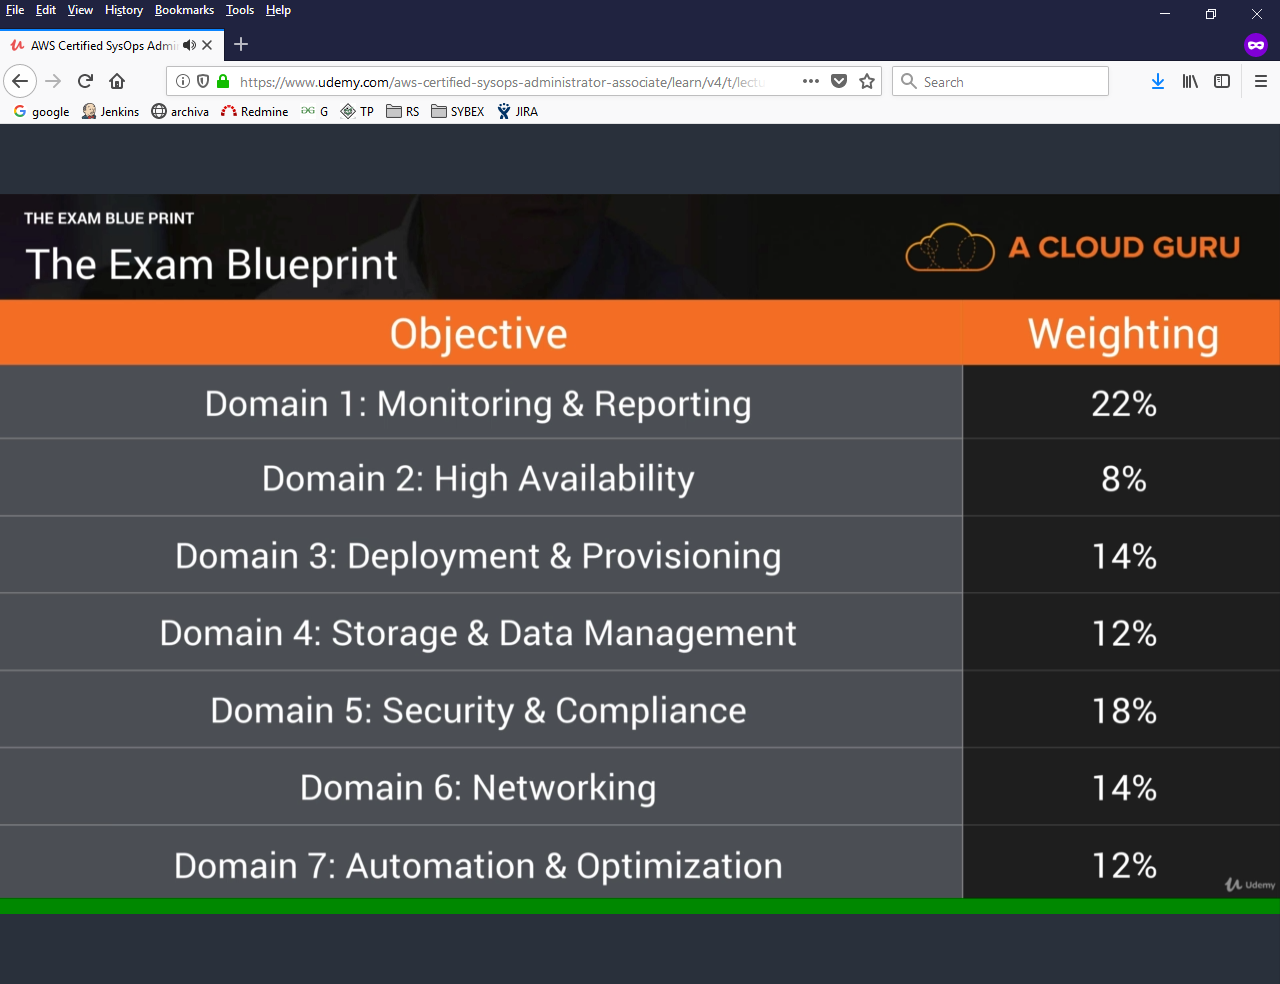 File Edit View History Bookmarks Tools Help
AWS Certified SysOps Admi
https://www.udemy.com/aws-certified-sysops-administrator-associate/learn/v4/t/lectu
Search
google Jenkins archiva Redmine G TP RS SYBEX JIRA
THE EXAM BLUE PRINT
The Exam Blueprint
A CLOUD GURU
Objective Weighting
Domain 1: Monitoring & Reporting 22%
Domain 2: High Availability 8%
Domain 3: Deployment & Provisioning 14%
Domain 4: Storage & Data Management 12%
Domain 5: Security & Compliance 18%
Domain 6: Networking 14%
Domain 7: Automation & Optimization 12%
Udemy